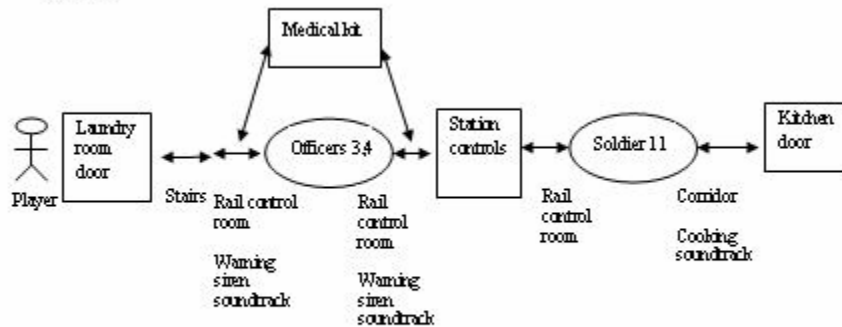 Medical kit
Laundry
room
door
Officers 3,4
Station
controls
Soldier 11
Kitchen
door
Player
Stairs
Rail control
room
Warning
siren
soundtrack
Rail
control
room
Warning
siren
soundtrack
Rail
control
room
Corridor
Cooking
soundtrack